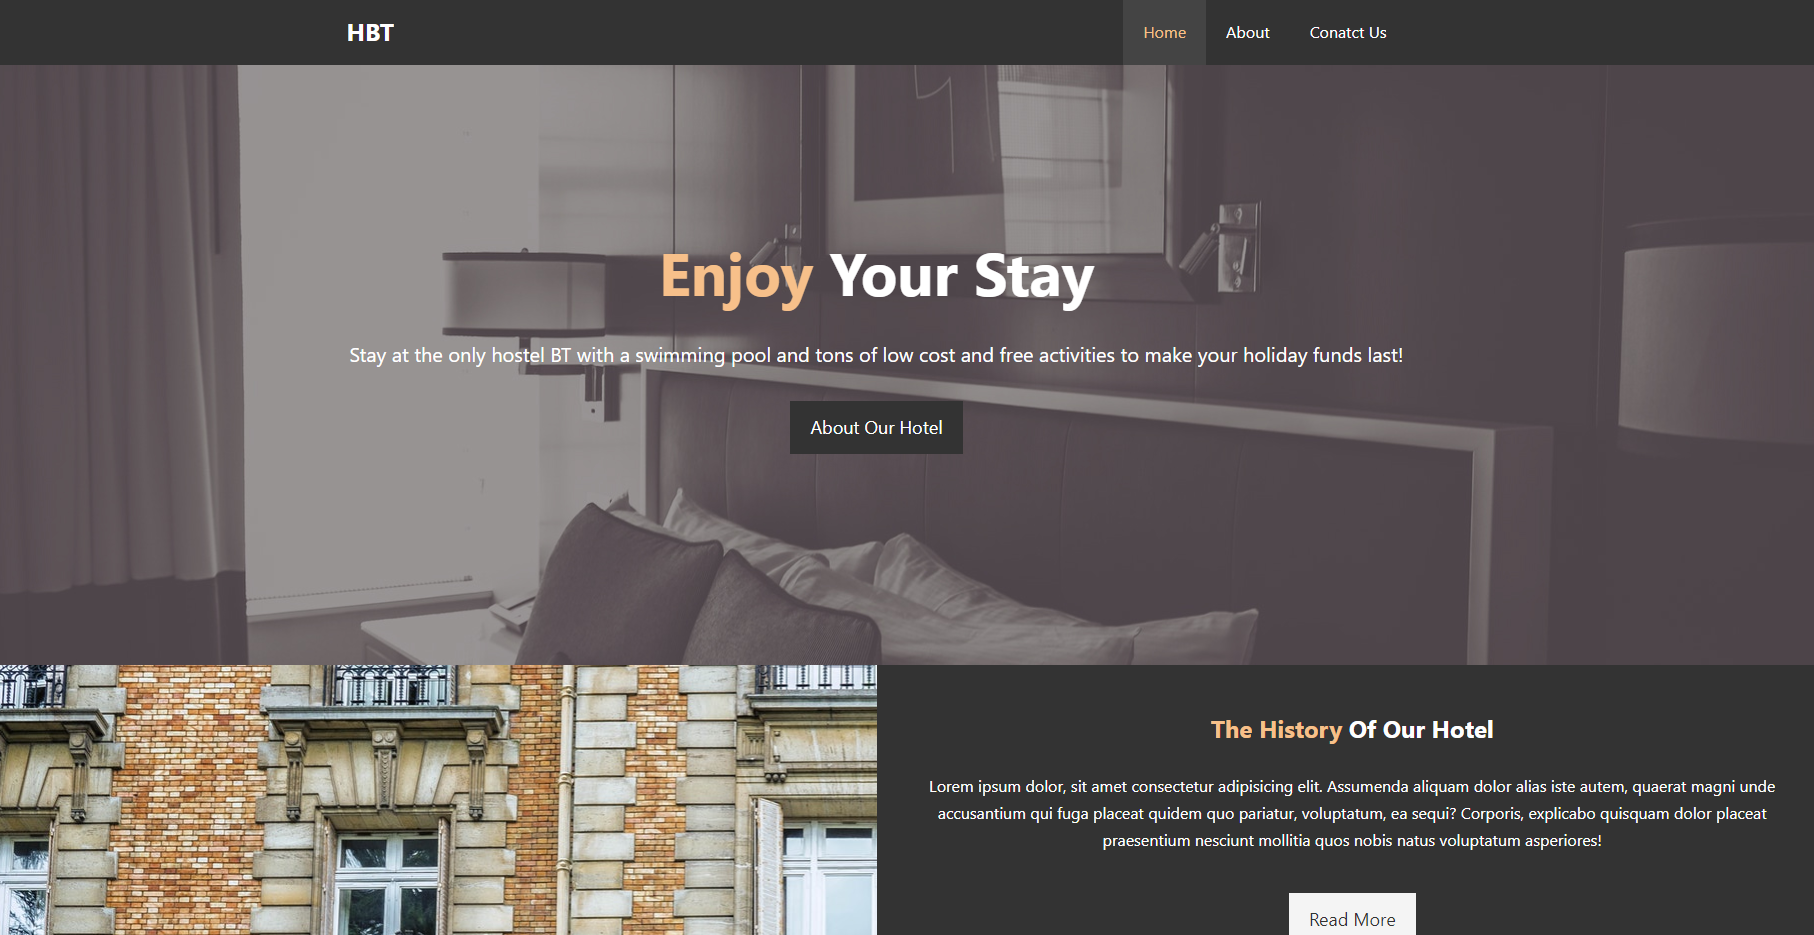 HBT
Home
About
Conatct Us
Enjoy Your Stay
Stay at the only hostel BT with a swimming pool and tons of low cost and free activities to make your holiday funds last!
About Our Hotel
The History Of Our Hotel
Lorem ipsum dolor, sit amet consectetur adipisicing elit. Assumenda aliquam dolor alias iste autem, quaerat magni unde
accusantium qui fuga placeat quidem quo pariatur, voluptatum, ea sequi? Corporis, explicabo quisquam dolor placeat
praesentium nesciunt mollitia quos nobis natus voluptatum asperiores!
Read More